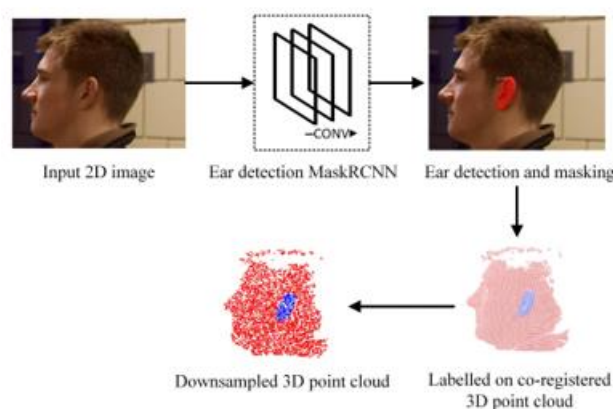 CONV
Input 2D image
Ear detection MaskRCNN
Ear detection and masking
Downsampled 3D point cloud
Labelled on co-registered
3D point cloud